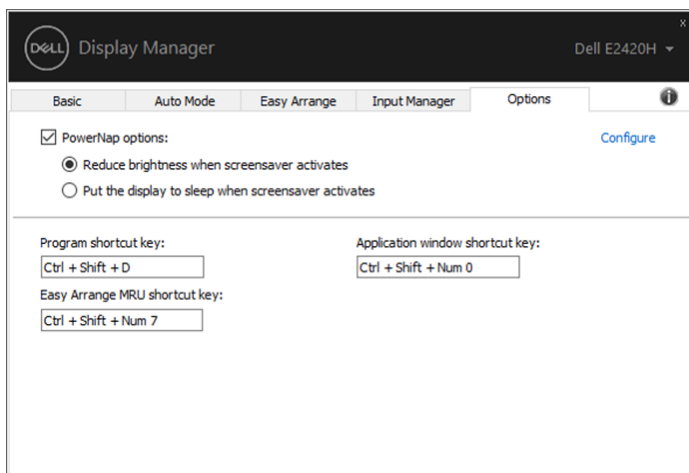 x
DELL Display Manager
Dell E2420H
Basic Auto Mode Easy Arrange Input Manager Options
PowerNap options:
Configure
Reduce brightness when screensaver activates
Put the display to sleep when screensaver activates
Program shortcut key:
Application window shortcut key:
Ctrl + Shift + D
Ctrl + Shift + Num 0
Easy Arrange MRU shortcut key:
Ctrl + Shift + Num 7